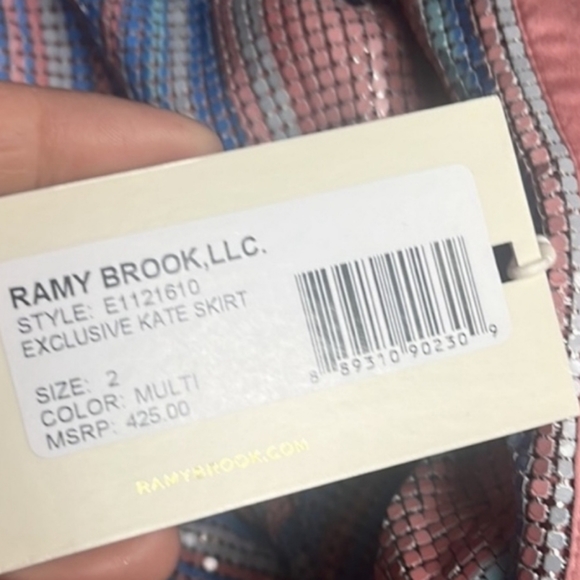 RAMY BROOK,LLC.
STYLE: E1121610
EXCLUSIVE KATE SKIRT
SIZE: 2
COLOR: MULTI
MSRP: 425.00
8 89310 90230 9
RAMYBROOK.COM